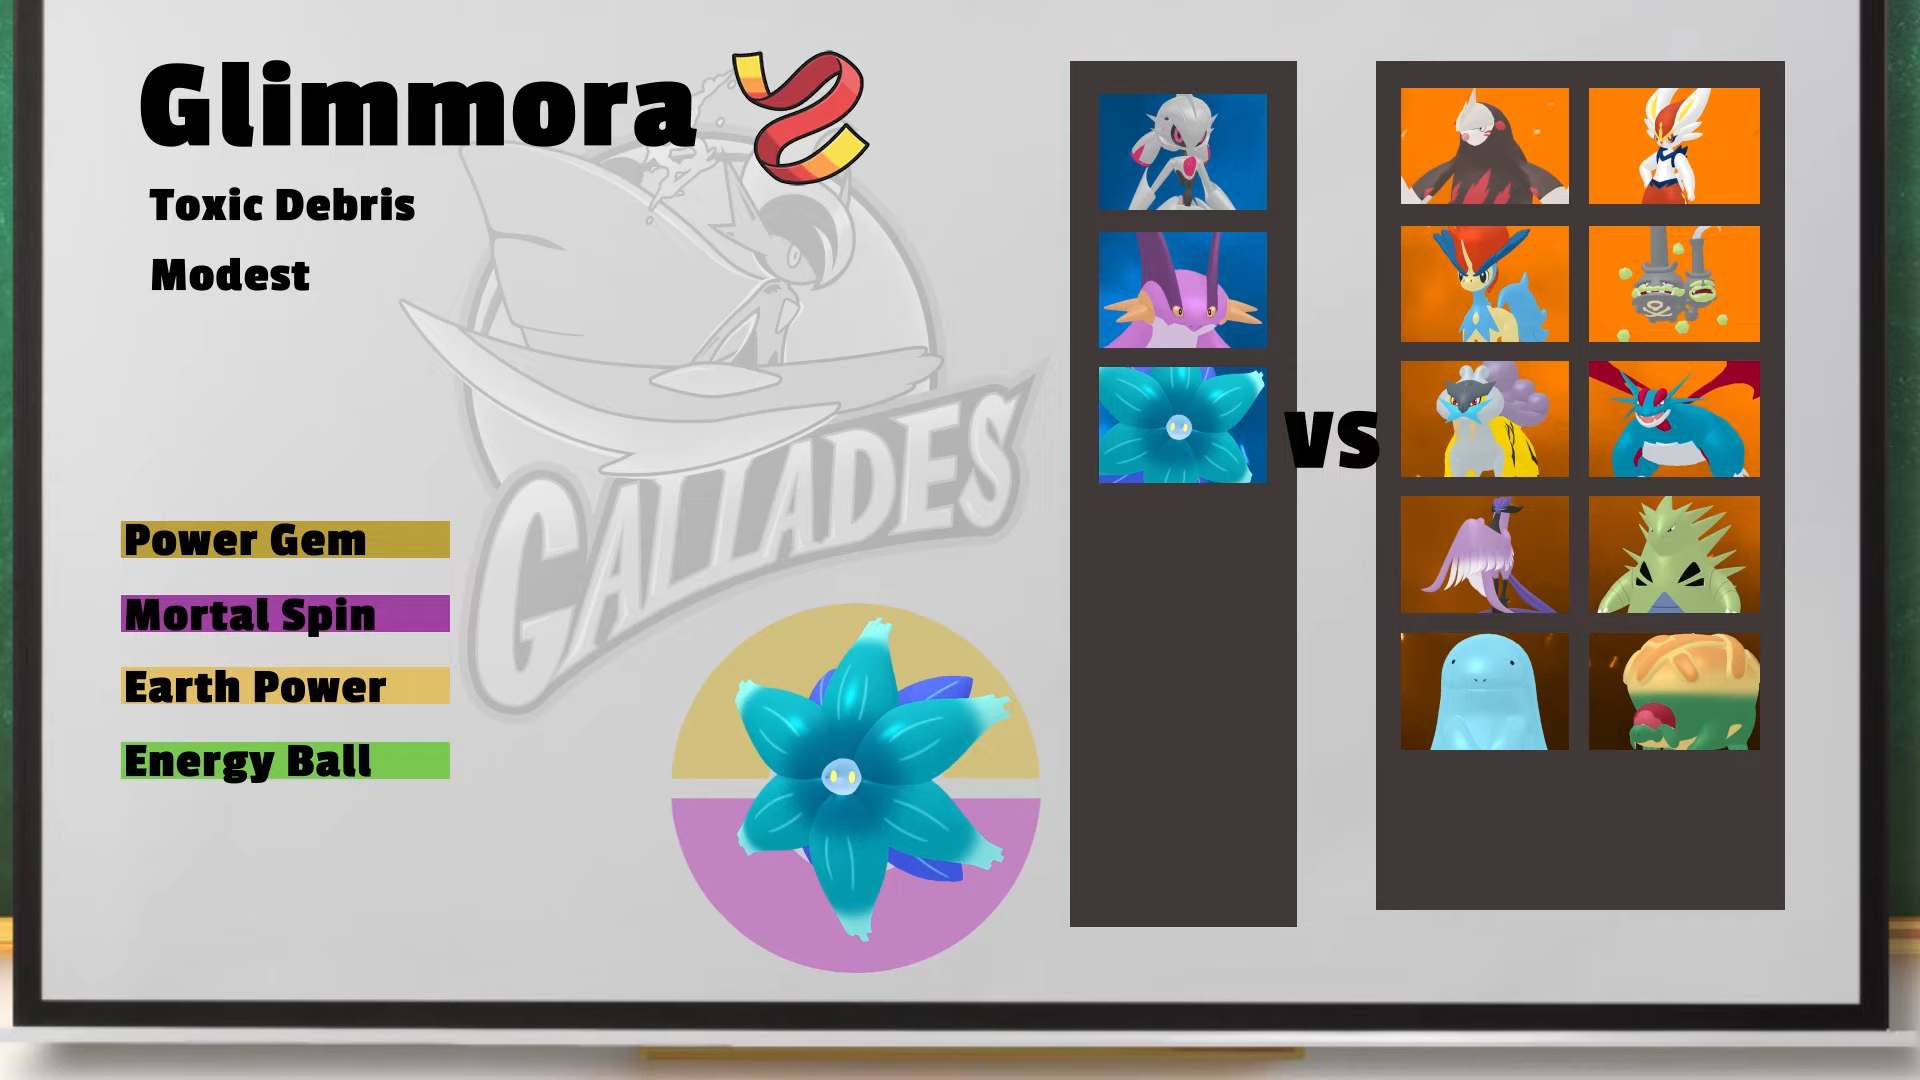 Glimmora
Toxic Debris
Modest
GALLADES
Power Gem
Mortal Spin
Earth Power
Energy Ball
VS